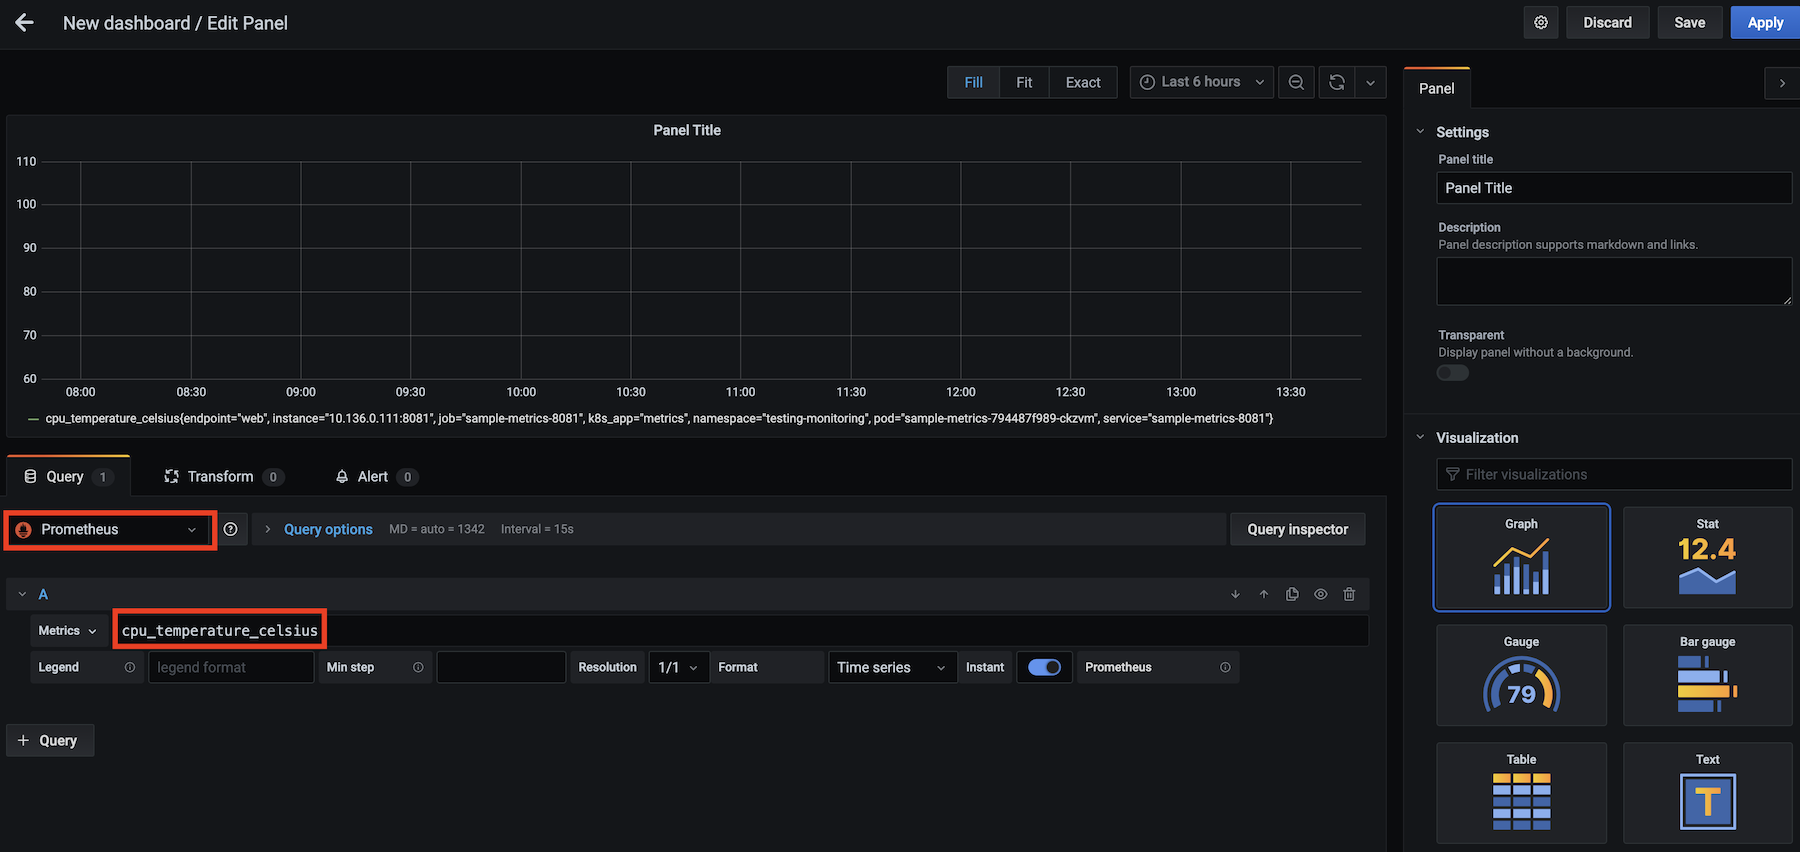 New dashboard / Edit Panel
Discard
Save
Apply
Fill
Fit
Exact
Last 6 hours
Panel Title
110
100
90
80
70
60
08:00
08:30
09:00
09:30
10:00
10:30
11:00
11:30
12:00
12:30
13:00
13:30
cpu_temperature_celsius{endpoint="web", instance="10.136.0.111:8081", job="sample-metrics-8081", k8s_app="metrics", namespace="testing-monitoring", pod="sample-metrics-794487f989-ckzvm", service="sample-metrics-8081"}
Query 1
Transform 0
Alert 0
Prometheus
Query options
MD = auto = 1342
Interval = 15s
Query inspector
A
Metrics
cpu_temperature_celsius
Legend
legend format
Min step
Resolution
1/1
Format
Time series
Instant
Prometheus
+ Query
Panel
Settings
Panel title
Panel Title
Description
Panel description supports markdown and links.
Transparent
Display panel without a background.
Visualization
Filter visualizations
Graph
Stat
12.4
Gauge
79
Bar gauge
Table
Text
T